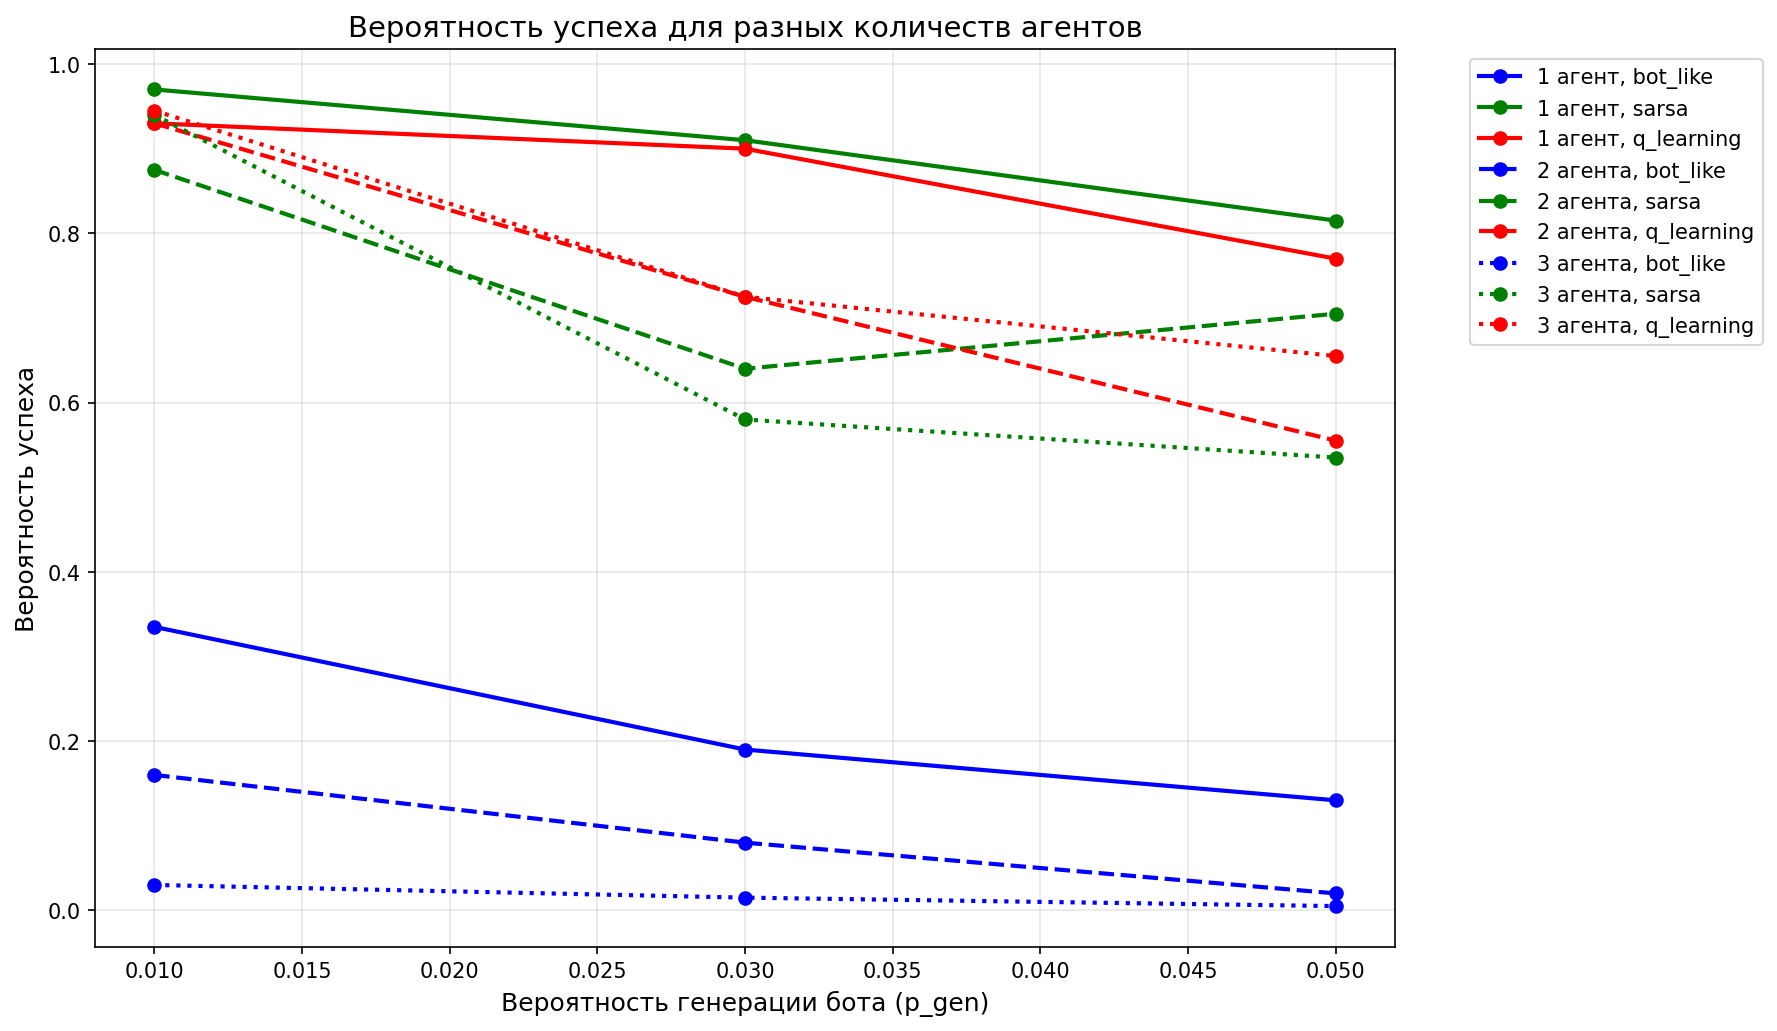 Вероятность успеха для разных количеств агентов
Вероятность успеха
1.0
0.8
0.6
0.4
0.2
0.0
0.010 0.015 0.020 0.025 0.030 0.035 0.040 0.045 0.050
Вероятность генерации бота (p_gen)
1 агент, bot_like
1 агент, sarsa
1 агент, q_learning
2 агента, bot_like
2 агента, sarsa
2 агента, q_learning
3 агента, bot_like
3 агента, sarsa
3 агента, q_learning